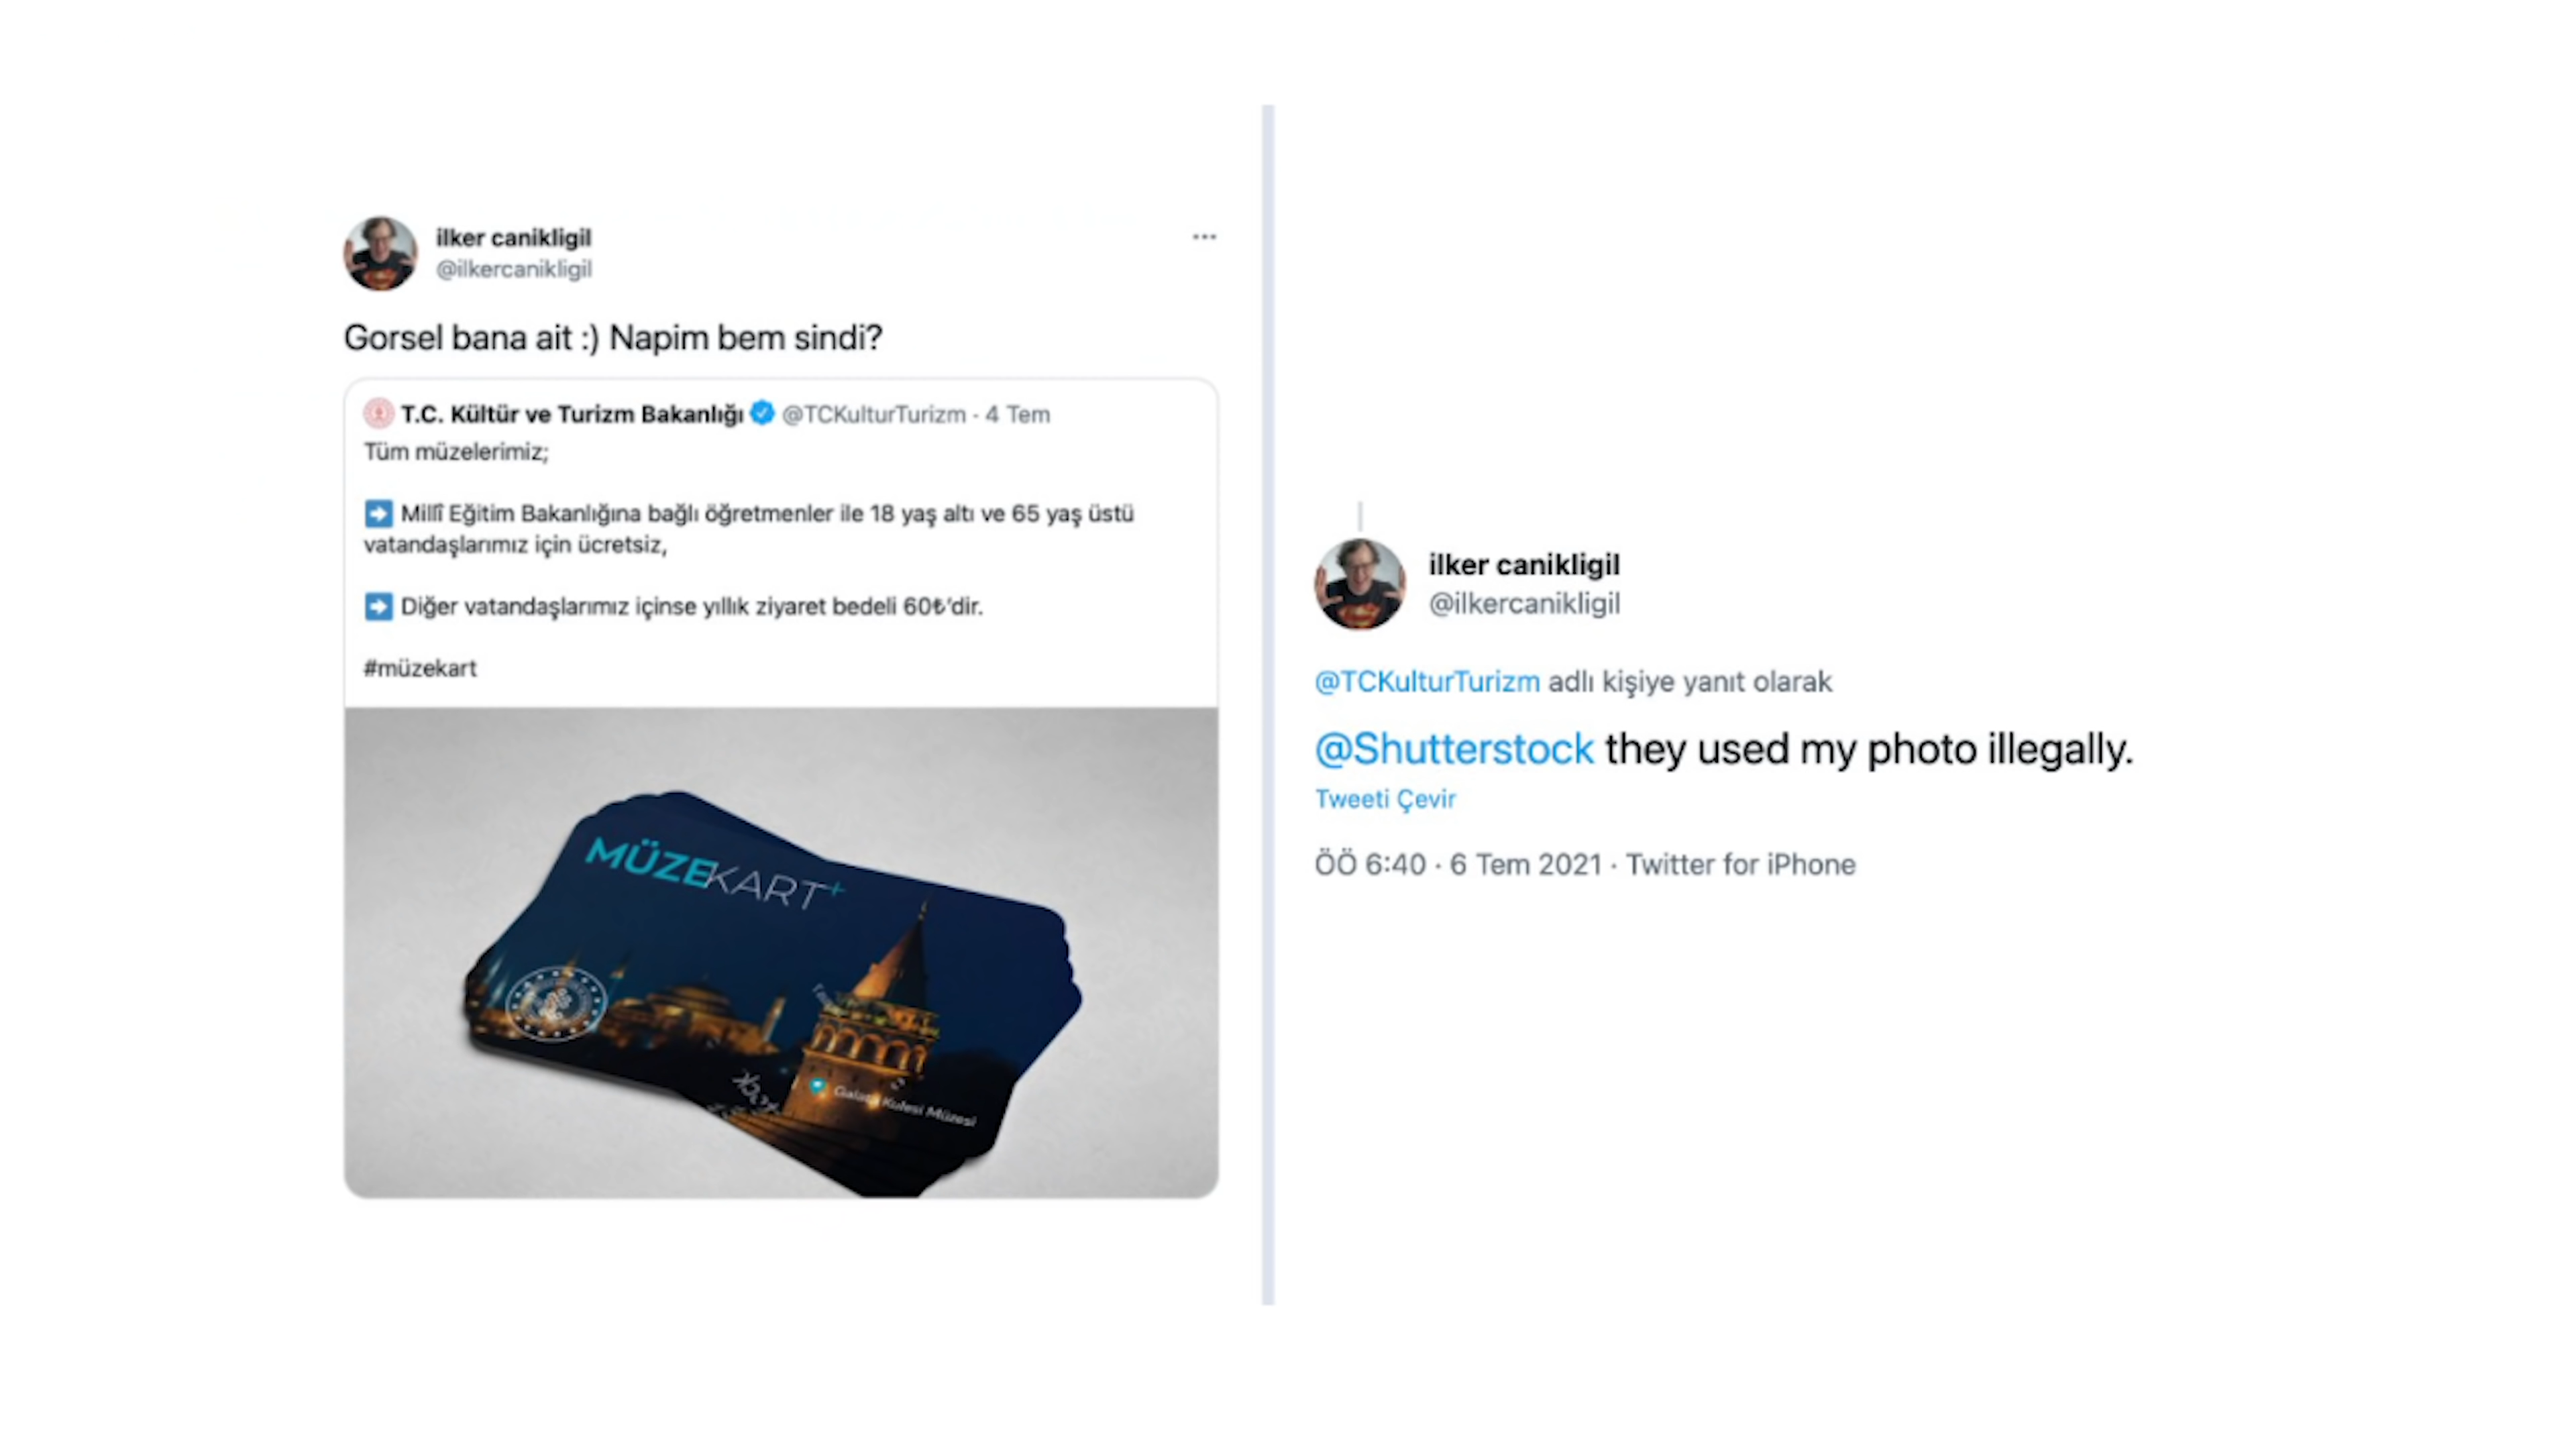 ilker canikligil
@ilkercanikligil
Gorsel bana ait :) Napim bem sindi?
T.C. Kültür ve Turizm Bakanlığı @TCKulturTurizm · 4 Tem
Tüm müzelerimiz;
Millî Eğitim Bakanlığına bağlı öğretmenler ile 18 yaş altı ve 65 yaş üstü
vatandaşlarımız için ücretsiz,
Diğer vatandaşlarımız içinse yıllık ziyaret bedeli 60₺'dir.
#müzekart
MÜZEKART+
Galata Kulesi Müzesi
ilker canikligil
@ilkercanikligil
@TCKulturTurizm adlı kişiye yanıt olarak
@Shutterstock they used my photo illegally.
Tweeti Çevir
ÖÖ 6:40 · 6 Tem 2021 · Twitter for iPhone